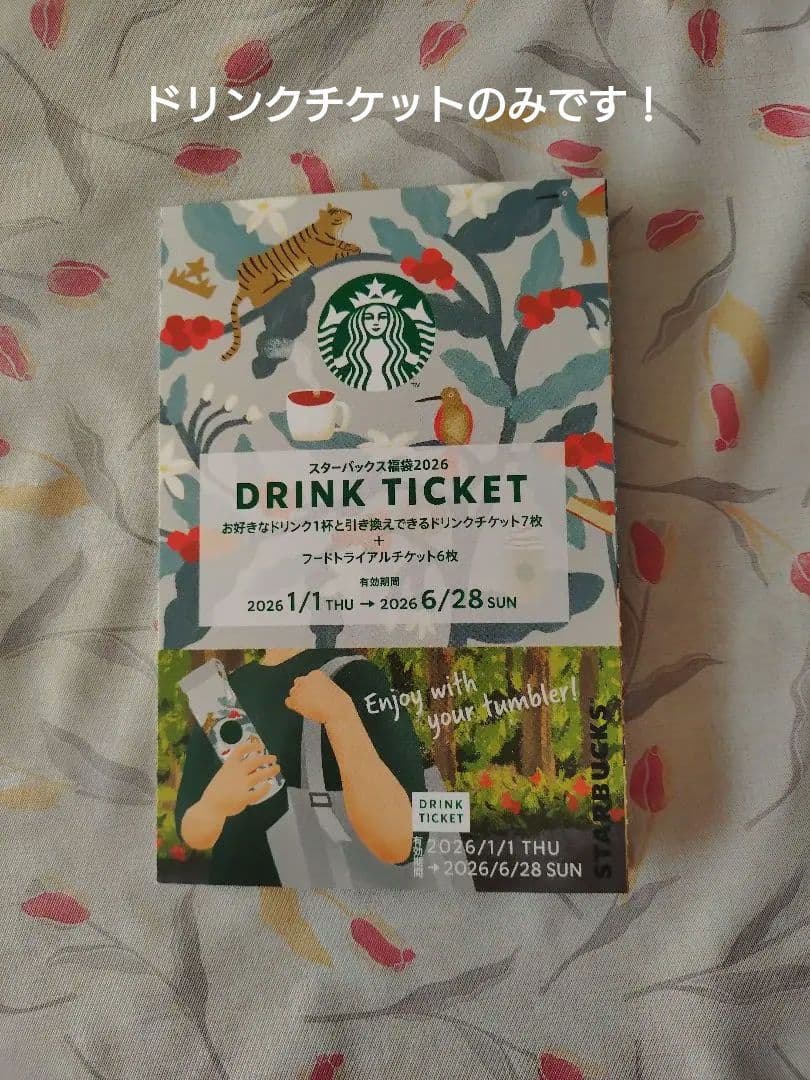 ドリンクチケットのみです！
TM
スターバックス福袋2026
DRINK TICKET
お好きなドリンク1杯と引き換えできるドリンクチケット7枚
+
フードトライアルチケット6枚
有効期間
2026 1/1 THU → 2026 6/28 SUN
Enjoy with
your tumbler!
STARBUCKS
DRINK
TICKET
有効期間
2026/1/1 THU
→ 2026/6/28 SUN